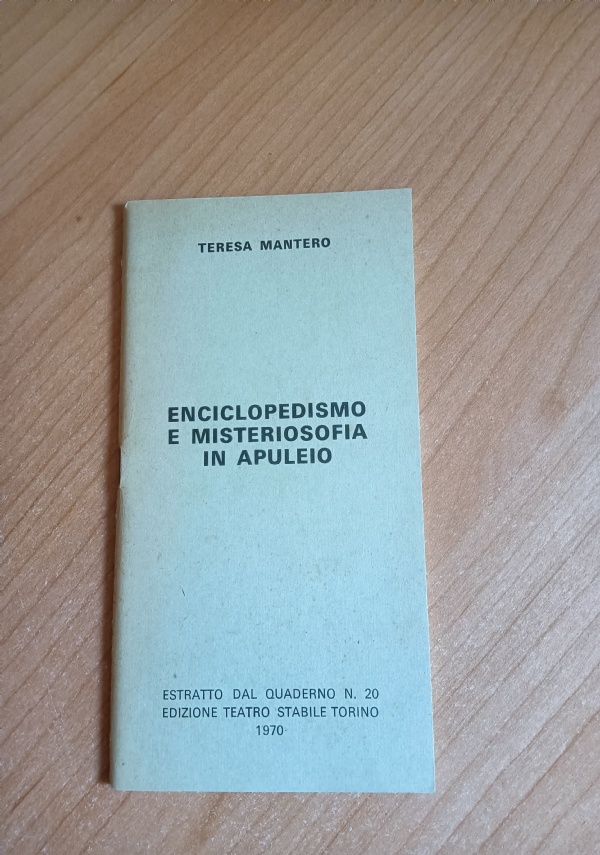 TERESA MANTERO
ENCICLOPEDISMO
E MISTERIOSOFIA
IN APULEIO
ESTRATTO DAL QUADERNO N. 20
EDIZIONE TEATRO STABILE TORINO
1970